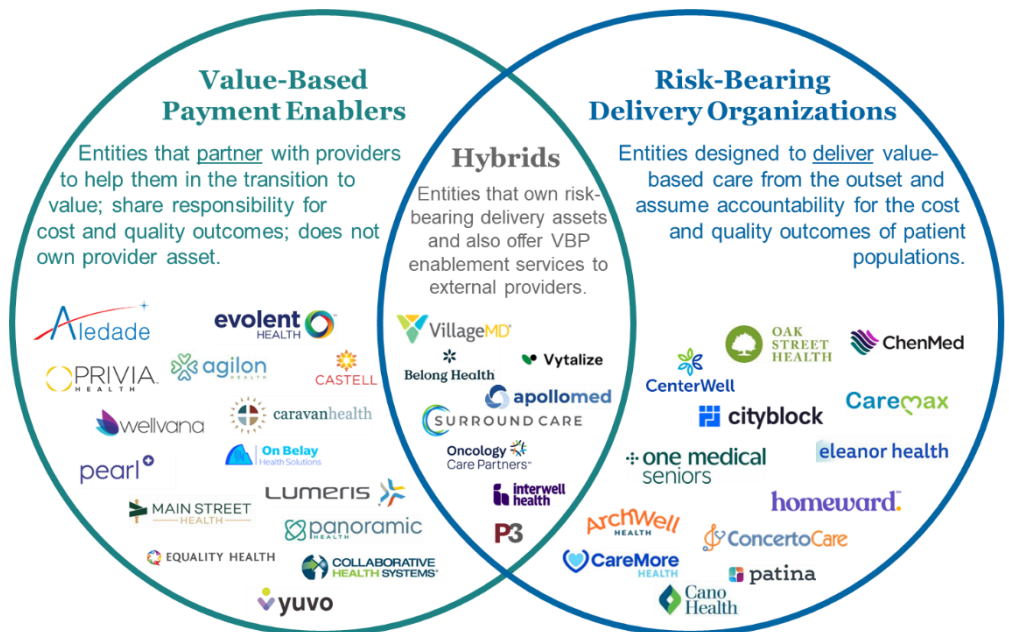 Value-Based
Payment Enablers
Entities that partner with providers
to help them in the transition to
value; share responsibility for
cost and quality outcomes; does not
own provider asset.
Hybrids
Entities that own risk-
bearing delivery assets
and also offer VBP
enablement services to
external providers.
Risk-Bearing
Delivery Organizations
Entities designed to deliver value-
based care from the outset and
assume accountability for the cost
and quality outcomes of patient
populations.
Aledade
evolent
HEALTH
PRIVIA
HEALTH
agilon
HEALTH
CASTELL
wellvana
caravanhealth
pearl
On Belay
Health Solutions
MAIN STREET
HEALTH
LUMERIS
panoramic
HEALTH
EQUALITY HEALTH
COLLABORATIVE
HEALTH SYSTEMS
yuvo
VillageMD
Belong Health
Vytalize
apollomed
SURROUND CARE
Oncology
Care Partners
interwell
health
P3
OAK
STREET
HEALTH
ChenMed
CenterWell
Caremax
cityblock
eleanor health
one medical
seniors
homeward.
ArchWell
HEALTH
ConcertoCare
CareMore
HEALTH
patina
Cano
Health